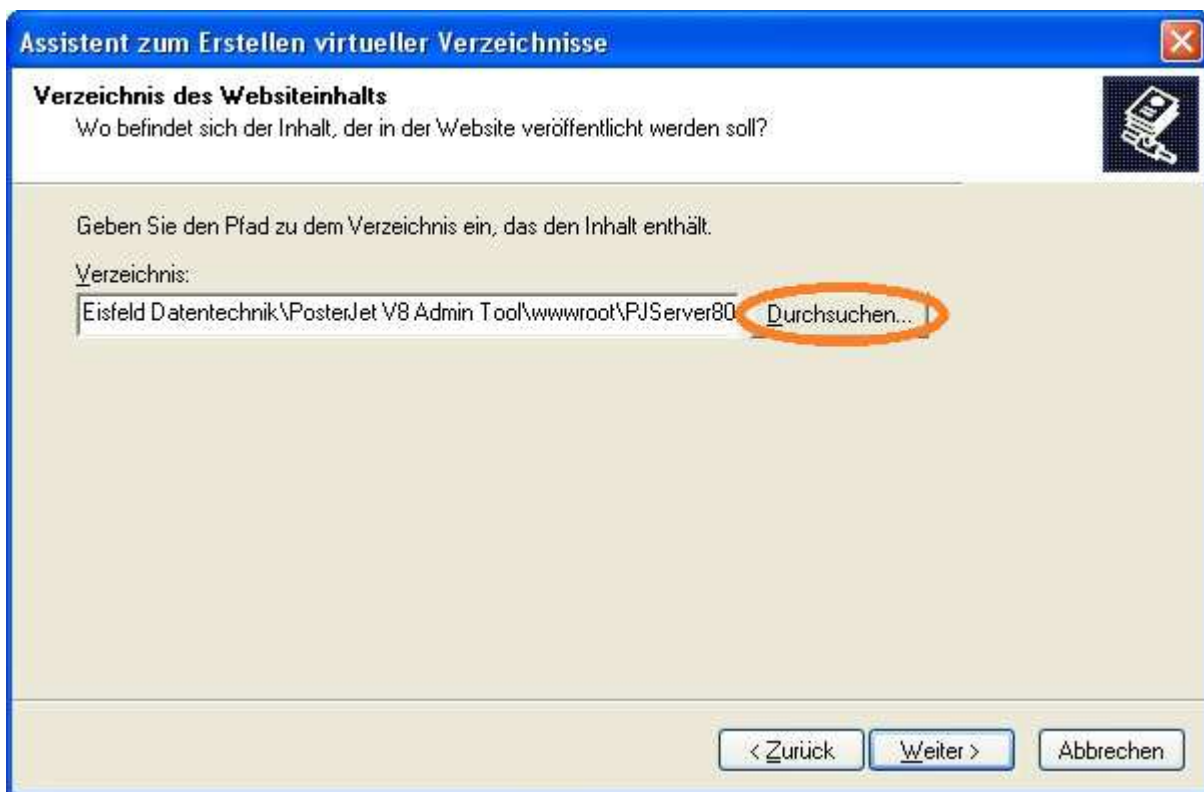 Assistent zum Erstellen virtueller Verzeichnisse
Verzeichnis des Websiteinhalts
Wo befindet sich der Inhalt, der in der Website veröffentlicht werden soll?
Geben Sie den Pfad zu dem Verzeichnis ein, das den Inhalt enthält.
Verzeichnis:
Eisfeld Datentechnik\PosterJet V8 Admin Tool\wwwroot\PJServer80 Durchsuchen...
< Zurück Weiter > Abbrechen